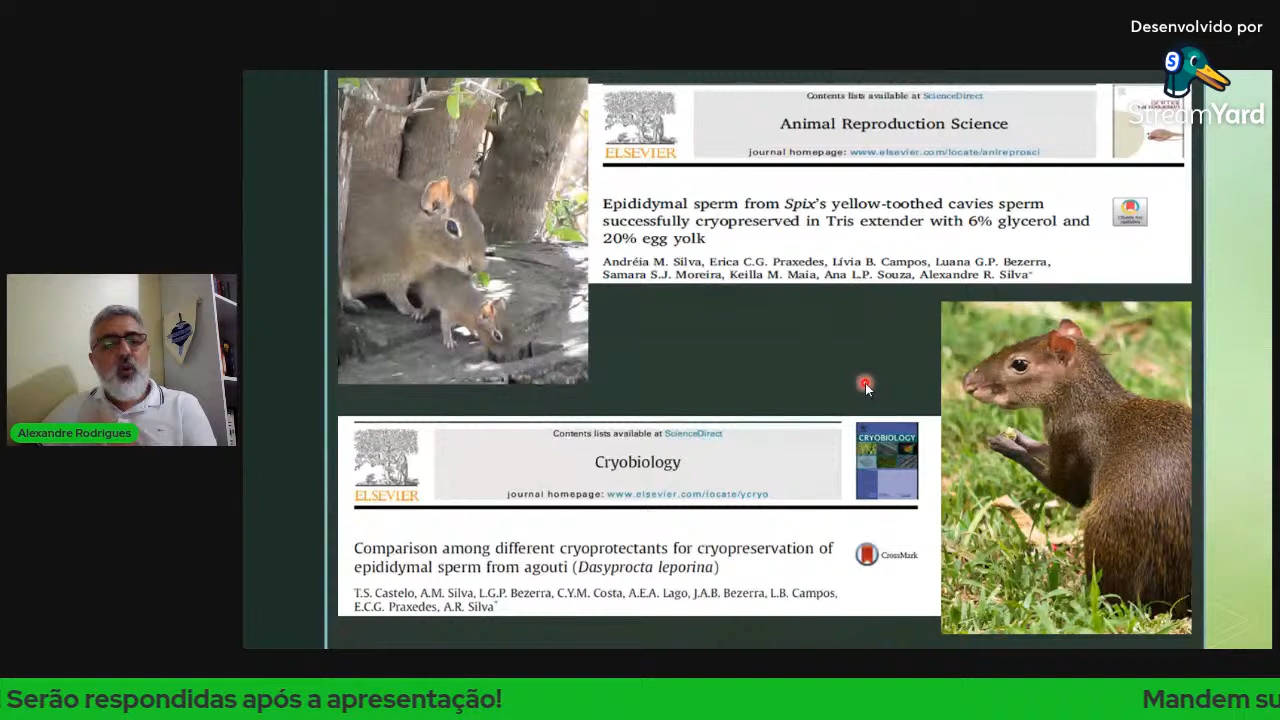 Desenvolvido por
StreamYard
Contents lists available at ScienceDirect
Animal Reproduction Science
journal homepage: www.elsevier.com/locate/anireprosci
ELSEVIER
Epididymal sperm from Spix's yellow-toothed cavies sperm
successfully cryopreserved in Tris extender with 6% glycerol and
20% egg yolk
Andréia M. Silva, Erica C.G. Praxedes, Lívia B. Campos, Luana G.P. Bezerra,
Samara S.J. Moreira, Keilla M. Maia, Ana L.P. Souza, Alexandre R. Silva*
Alexandre Rodrigues
Contents lists available at ScienceDirect
Cryobiology
journal homepage: www.elsevier.com/locate/ycryo
ELSEVIER
CRYOBIOLOGY
Comparison among different cryoprotectants for cryopreservation of
epididymal sperm from agouti (Dasyprocta leporina)
CrossMark
T.S. Castelo, A.M. Silva, L.G.P. Bezerra, C.Y.M. Costa, A.E.A. Lago, J.A.B. Bezerra, L.B. Campos,
E.C.G. Praxedes, A.R. Silva*
Serão respondidas após a apresentação!
Mandem su